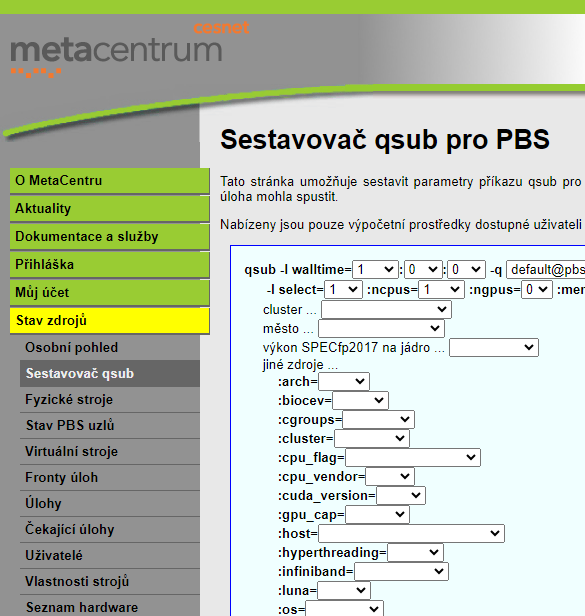 cesnet
metacentrum
Sestavovač qsub pro PBS
Tato stránka umožňuje sestavit parametry příkazu qsub pro
úloha mohla spustit.
Nabízeny jsou pouze výpočetní prostředky dostupné uživateli
qsub -l walltime= 1 : 0 : 0 -q default@pbs
-l select= 1 :ncpus= 1 :ngpus= 0 :mem
cluster ...
město ...
výkon SPECfp2017 na jádro ...
jiné zdroje ...
:arch=
:biocev=
:cgroups=
:cluster=
:cpu_flag=
:cpu_vendor=
:cuda_version=
:gpu_cap=
:host=
:hyperthreading=
:infiniband=
:luna=
:os=
O MetaCentru
Aktuality
Dokumentace a služby
Přihláška
Můj účet
Stav zdrojů
Osobní pohled
Sestavovač qsub
Fyzické stroje
Stav PBS uzlů
Virtuální stroje
Fronty úloh
Úlohy
Čekající úlohy
Uživatelé
Vlastnosti strojů
Seznam hardware